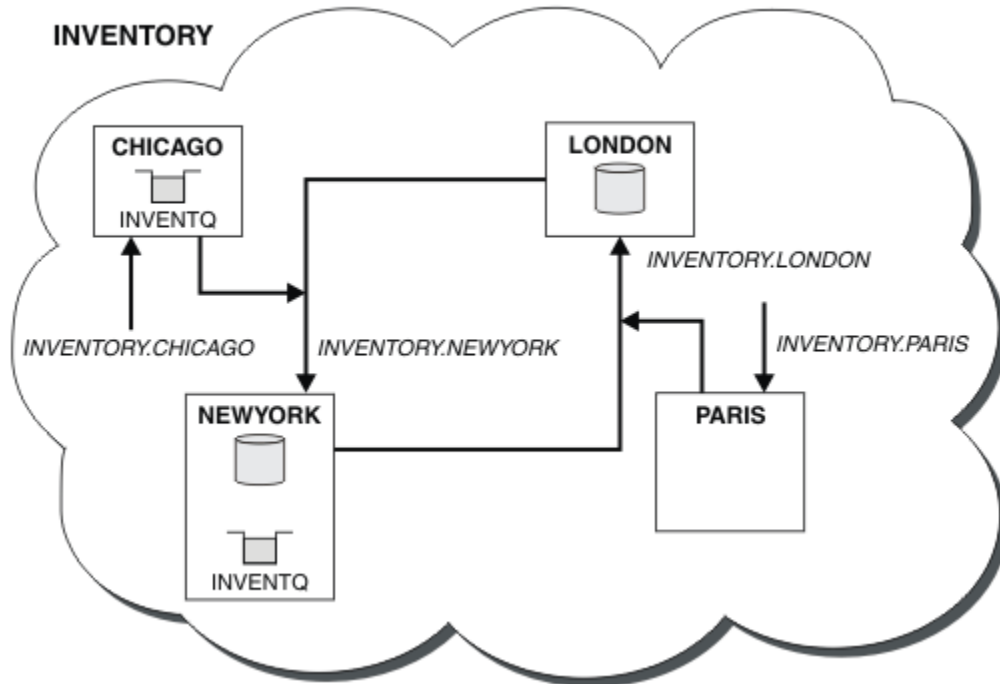 INVENTORY
CHICAGO
INVENTQ
LONDON
INVENTORY.LONDON
INVENTORY.CHICAGO
INVENTORY.NEWYORK
INVENTORY.PARIS
NEWYORK
INVENTQ
PARIS